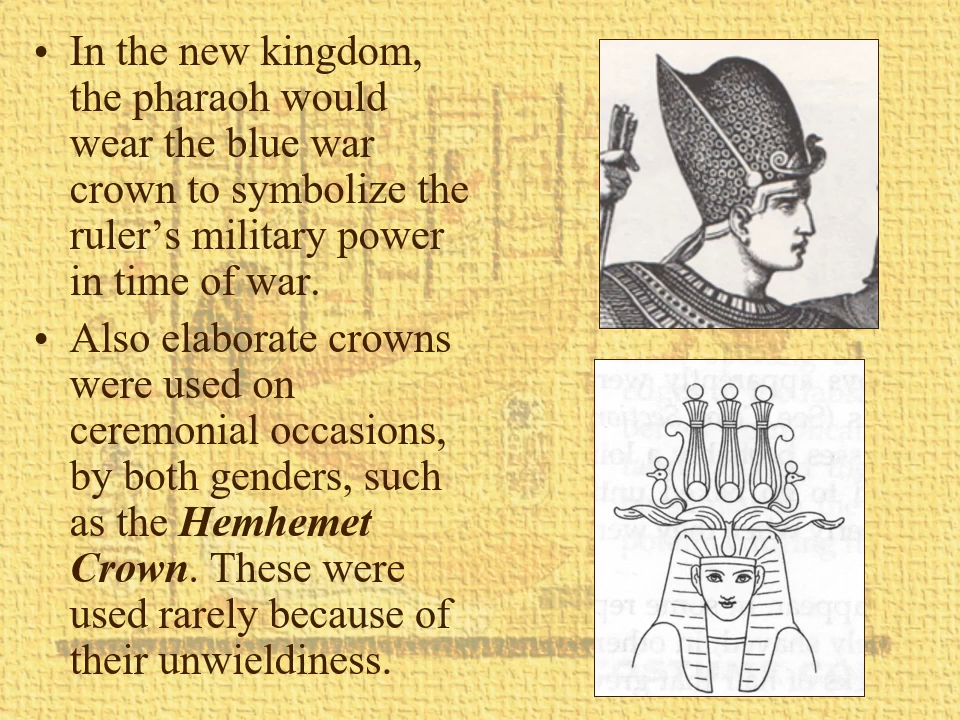 • In the new kingdom,
the pharaoh would
wear the blue war
crown to symbolize the
ruler’s military power
in time of war.
• Also elaborate crowns
were used on
ceremonial occasions,
by both genders, such
as the Hemhemet
Crown. These were
used rarely because of
their unwieldiness.